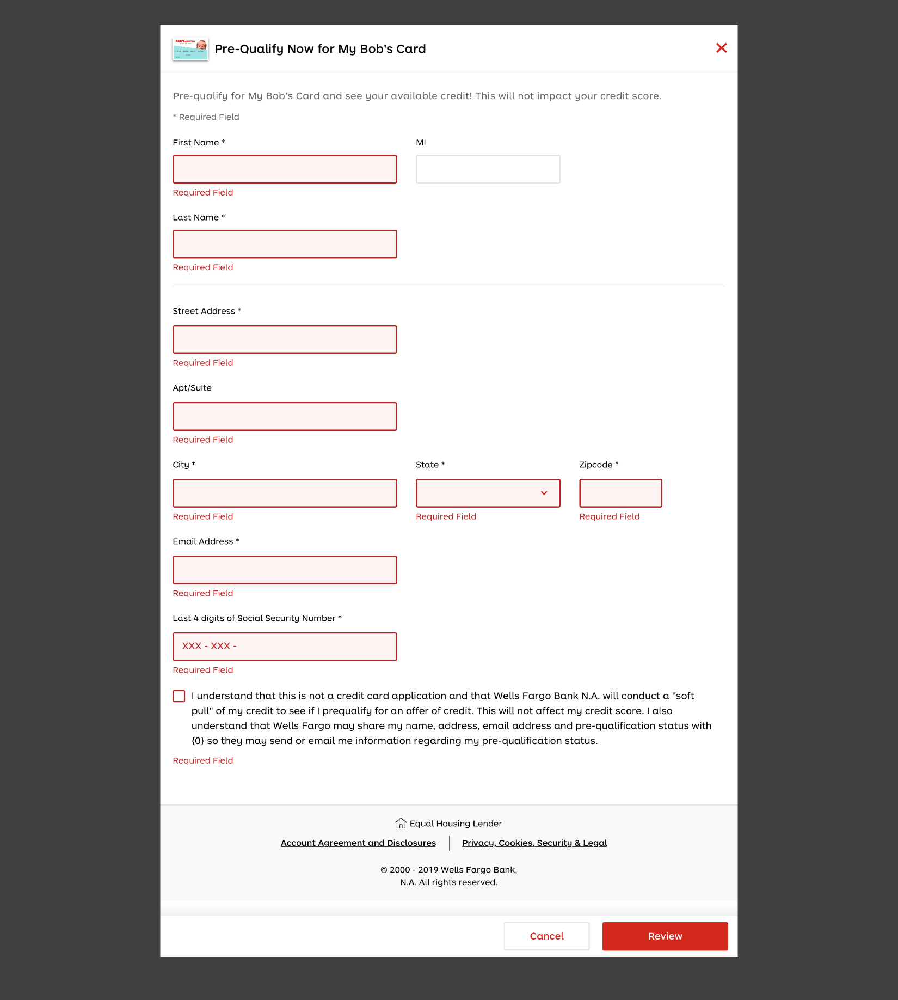 BOB'S
Pre-Qualify Now for My Bob's Card
Pre-qualify for My Bob’s Card and see your available credit! This will not impact your credit score.
* Required Field
First Name *
MI
Required Field
Last Name *
Required Field
Street Address *
Required Field
Apt/Suite
Required Field
City *
State *
Zipcode *
Required Field
Required Field
Required Field
Email Address *
Required Field
Last 4 digits of Social Security Number *
XXX - XXX -
Required Field
I understand that this is not a credit card application and that Wells Fargo Bank N.A. will conduct a "soft
pull" of my credit to see if I prequalify for an offer of credit. This will not affect my credit score. I also
understand that Wells Fargo may share my name, address, email address and pre-qualification status with
{0} so they may send or email me information regarding my pre-qualification status.
Required Field
Equal Housing Lender
Account Agreement and Disclosures
Privacy, Cookies, Security & Legal
© 2000 - 2019 Wells Fargo Bank,
N.A. All rights reserved.
Cancel
Review